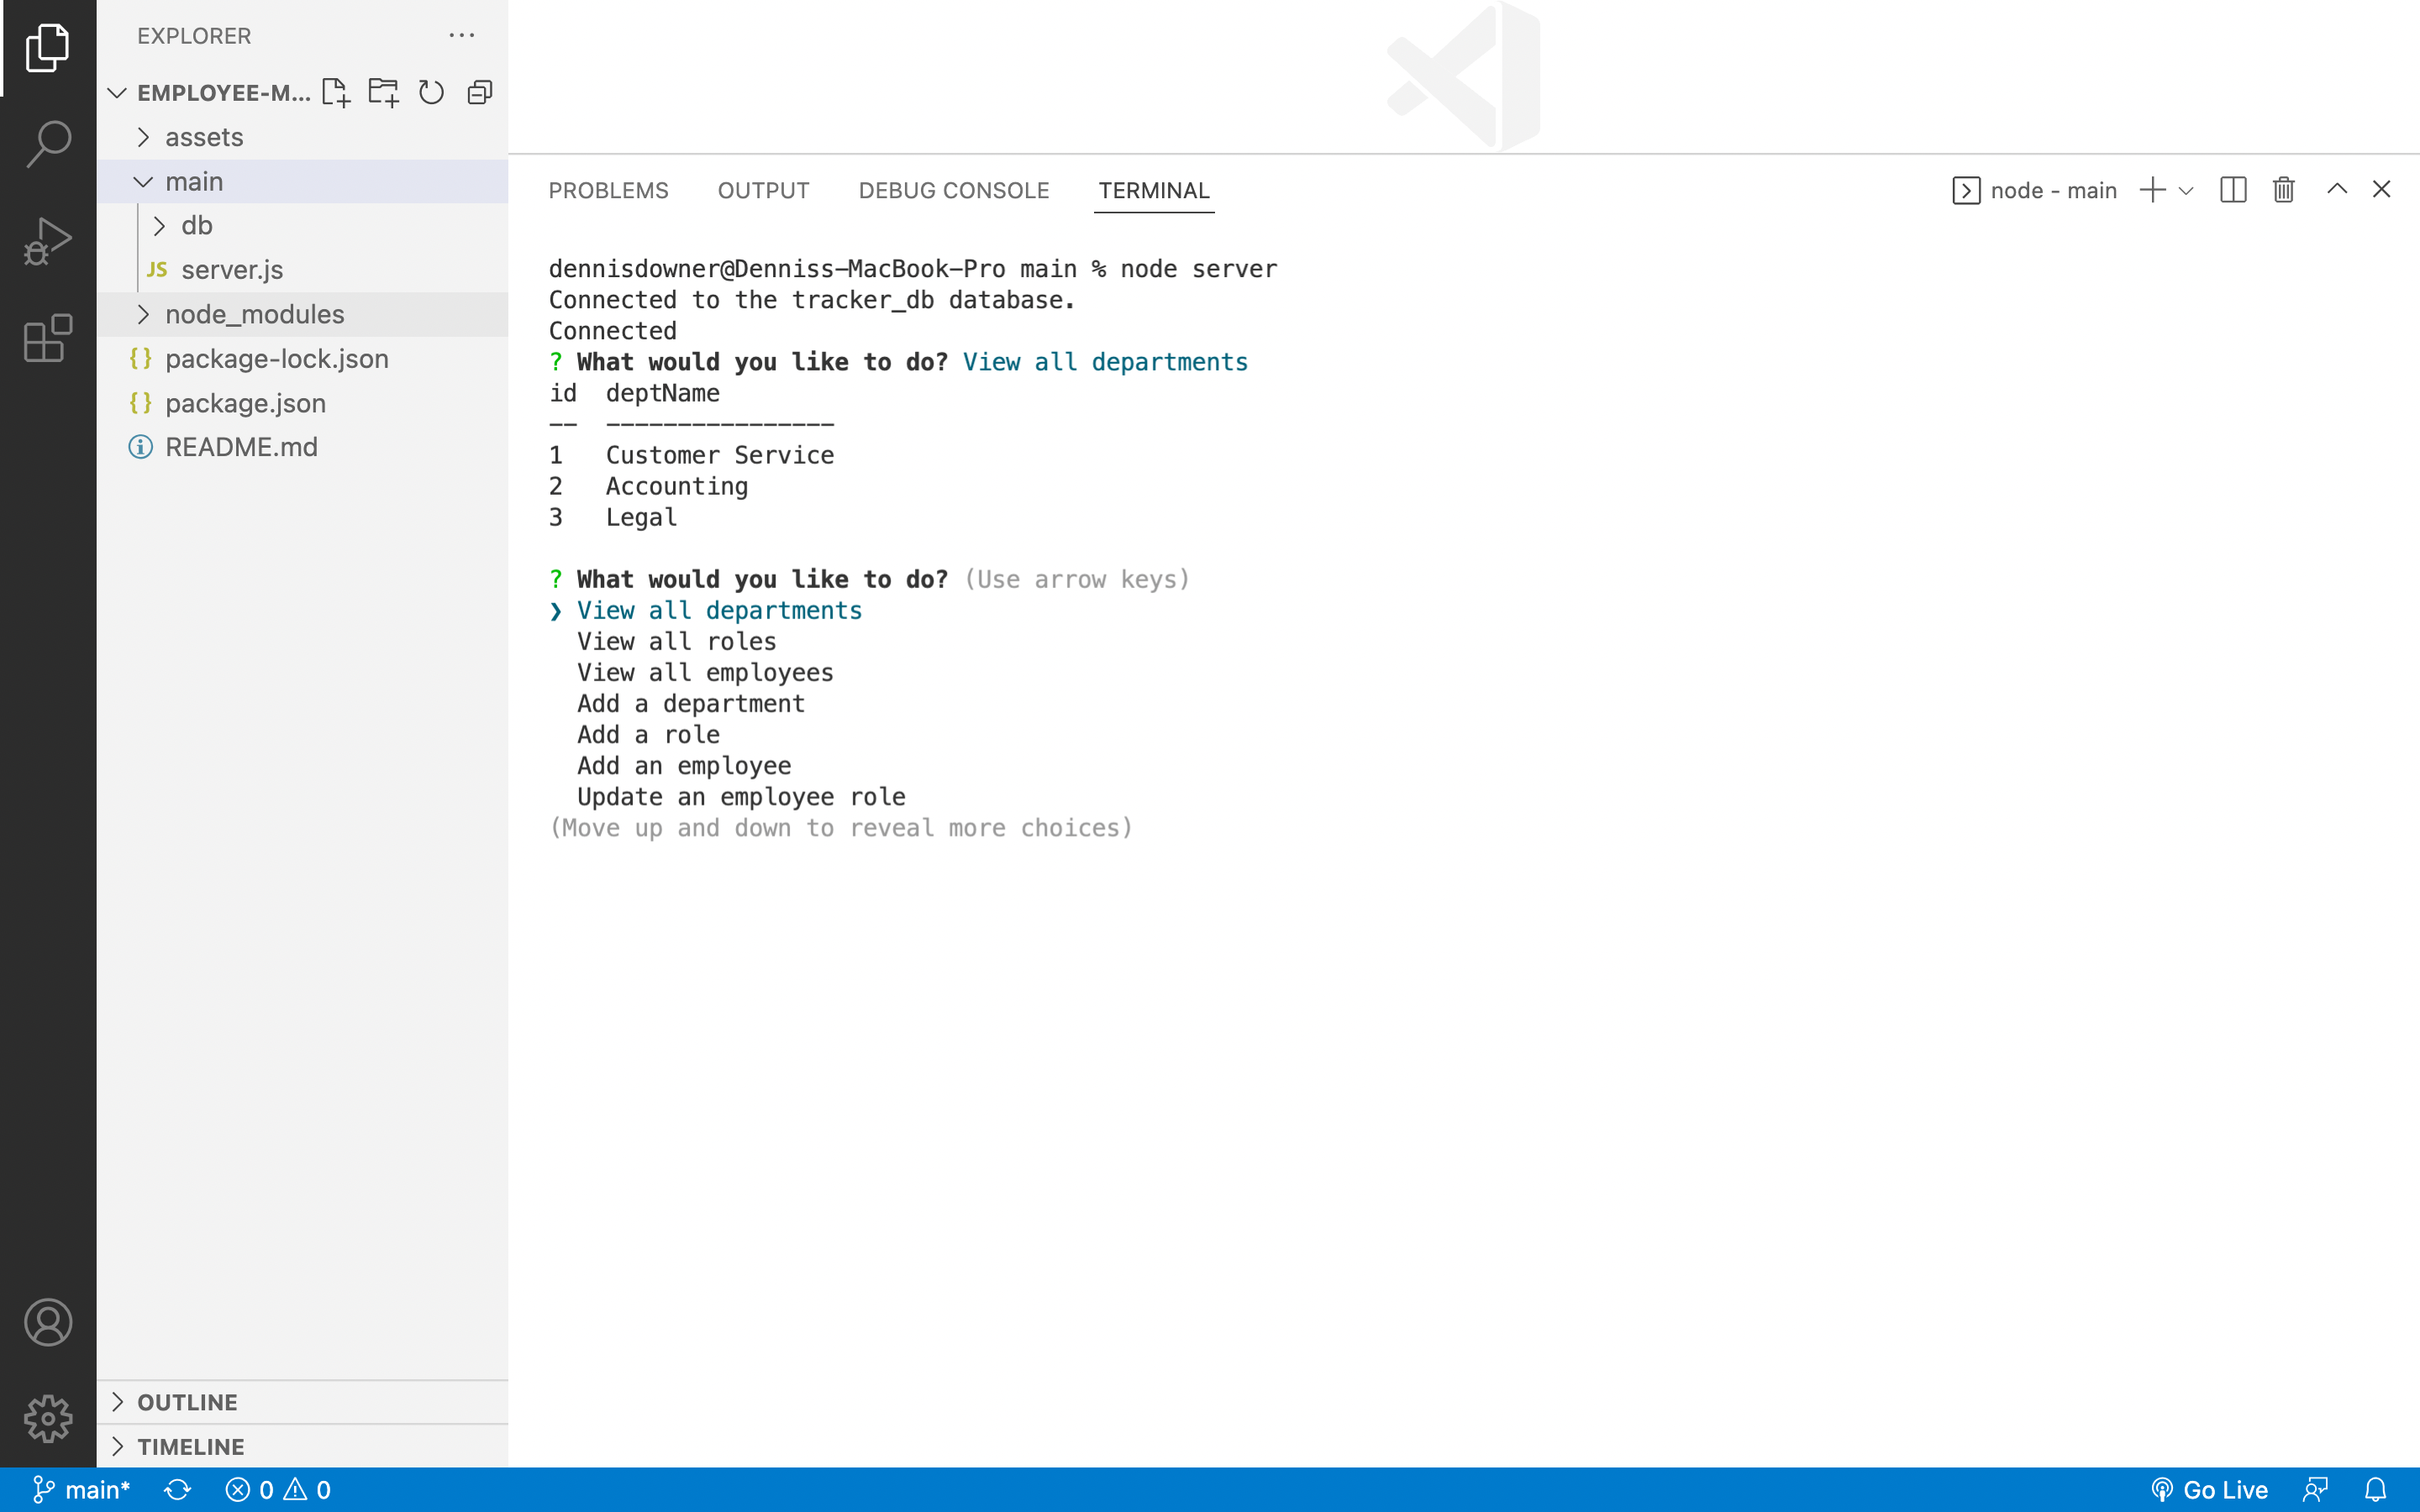 EXPLORER
EMPLOYEE-M...
assets
main
db
JS server.js
node_modules
{} package-lock.json
{} package.json
README.md
OUTLINE
TIMELINE
PROBLEMS OUTPUT DEBUG CONSOLE TERMINAL
node - main
dennisdowner@Denniss-MacBook-Pro main % node server
Connected to the tracker_db database.
Connected
? What would you like to do? View all departments
id  deptName
--  ----------------
1   Customer Service
2   Accounting
3   Legal
? What would you like to do? (Use arrow keys)
❯ View all departments
  View all roles
  View all employees
  Add a department
  Add a role
  Add an employee
  Update an employee role
(Move up and down to reveal more choices)
main* 0 0 Go Live